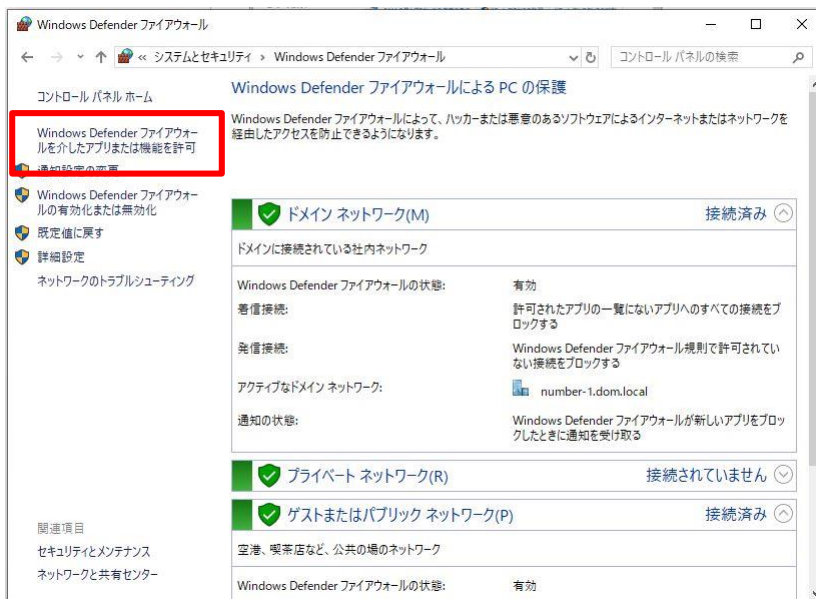 Windows Defender ファイアウォール
« システムとセキュリティ › Windows Defender ファイアウォール
コントロール パネルの検索
コントロール パネル ホーム
Windows Defender ファイアウォー
ルを介したアプリまたは機能を許可
通知設定の変更
Windows Defender ファイアウォー
ルの有効化または無効化
既定値に戻す
詳細設定
ネットワークのトラブルシューティング
関連項目
セキュリティとメンテナンス
ネットワークと共有センター
Windows Defender ファイアウォールによる PC の保護
Windows Defender ファイアウォールによって、ハッカーまたは悪意のあるソフトウェアによるインターネットまたはネットワークを
経由したアクセスを防止できるようになります。
ドメイン ネットワーク(M) 接続済み
ドメインに接続されている社内ネットワーク
Windows Defender ファイアウォールの状態: 有効
着信接続: 許可されたアプリの一覧にないアプリへのすべての接続をブ
ロックする
発信接続: Windows Defender ファイアウォール規則で許可されてい
ない接続をブロックする
アクティブなドメイン ネットワーク: number-1.dom.local
通知の状態: Windows Defender ファイアウォールが新しいアプリをブロッ
クしたときに通知を受け取る
プライベート ネットワーク(R) 接続されていません
ゲストまたはパブリック ネットワーク(P) 接続済み
空港、喫茶店など、公共の場のネットワーク
Windows Defender ファイアウォールの状態: 有効